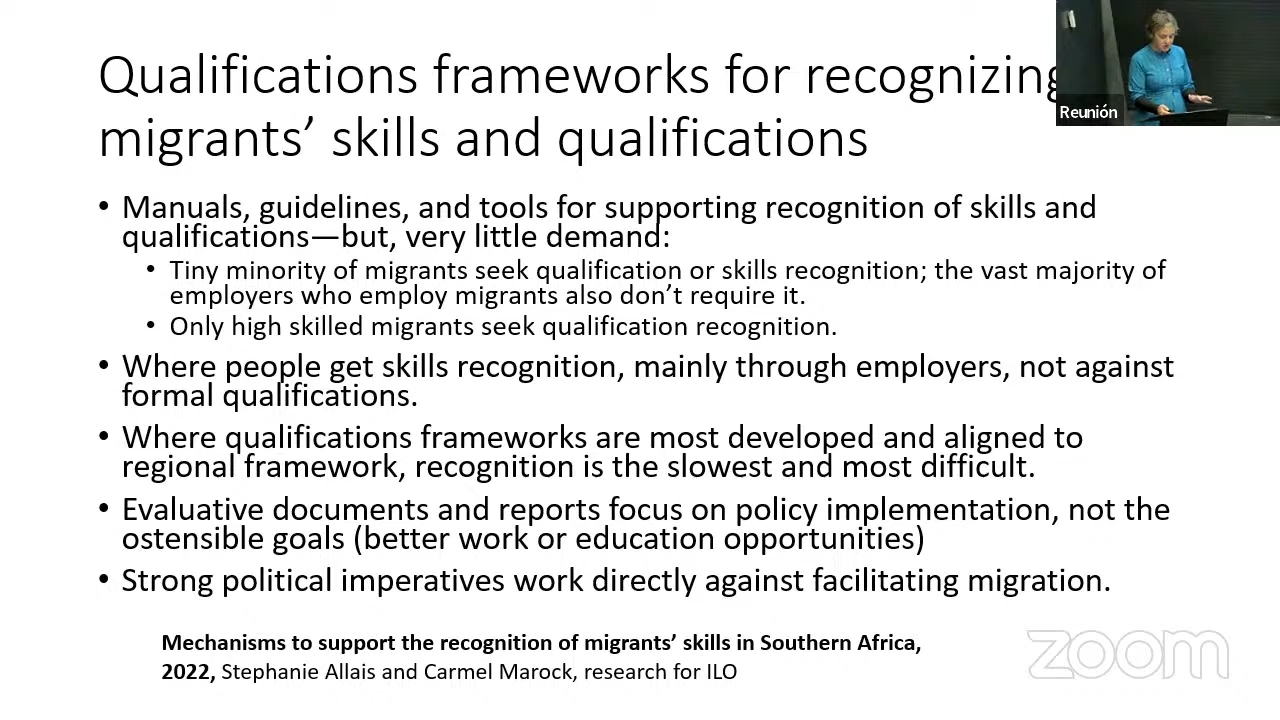 Qualifications frameworks for recognizing
migrants’ skills and qualifications
Reunión
• Manuals, guidelines, and tools for supporting recognition of skills and
qualifications—but, very little demand:
• Tiny minority of migrants seek qualification or skills recognition; the vast majority of
employers who employ migrants also don’t require it.
• Only high skilled migrants seek qualification recognition.
• Where people get skills recognition, mainly through employers, not against
formal qualifications.
• Where qualifications frameworks are most developed and aligned to
regional framework, recognition is the slowest and most difficult.
• Evaluative documents and reports focus on policy implementation, not the
ostensible goals (better work or education opportunities)
• Strong political imperatives work directly against facilitating migration.
Mechanisms to support the recognition of migrants’ skills in Southern Africa,
2022, Stephanie Allais and Carmel Marock, research for ILO
zoom